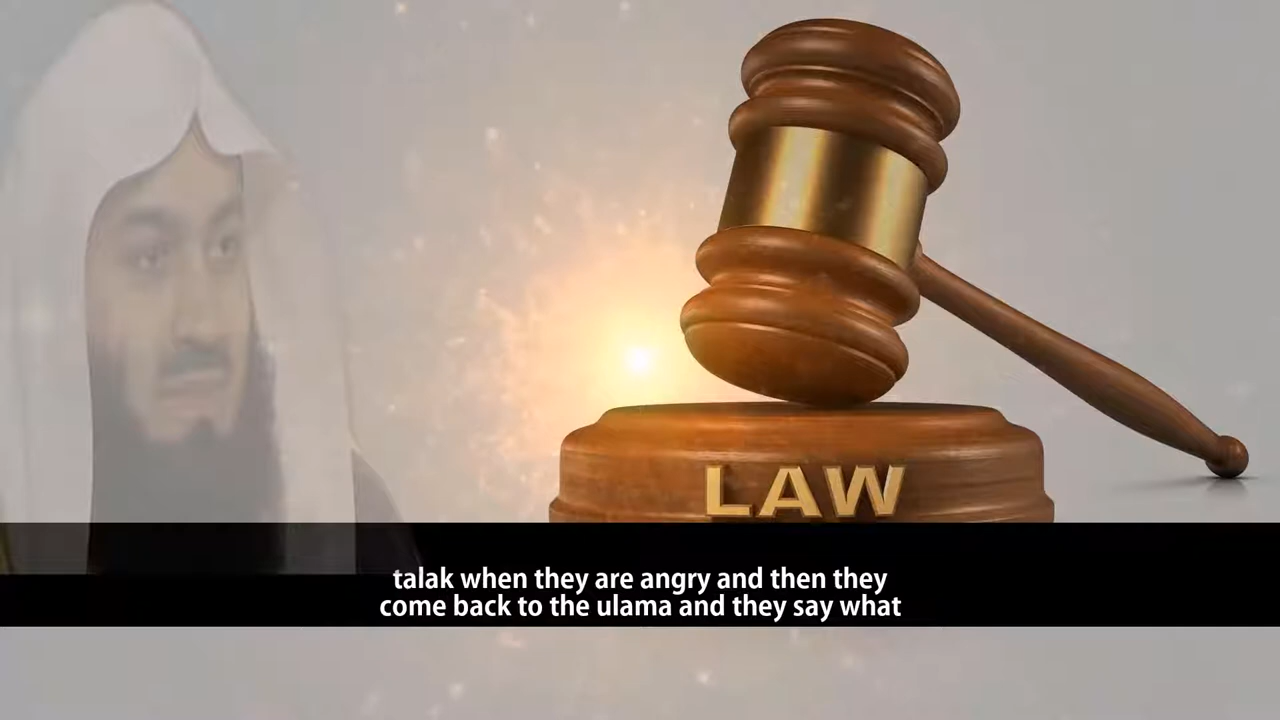 LAW
talak when they are angry and then they
come back to the ulama and they say what